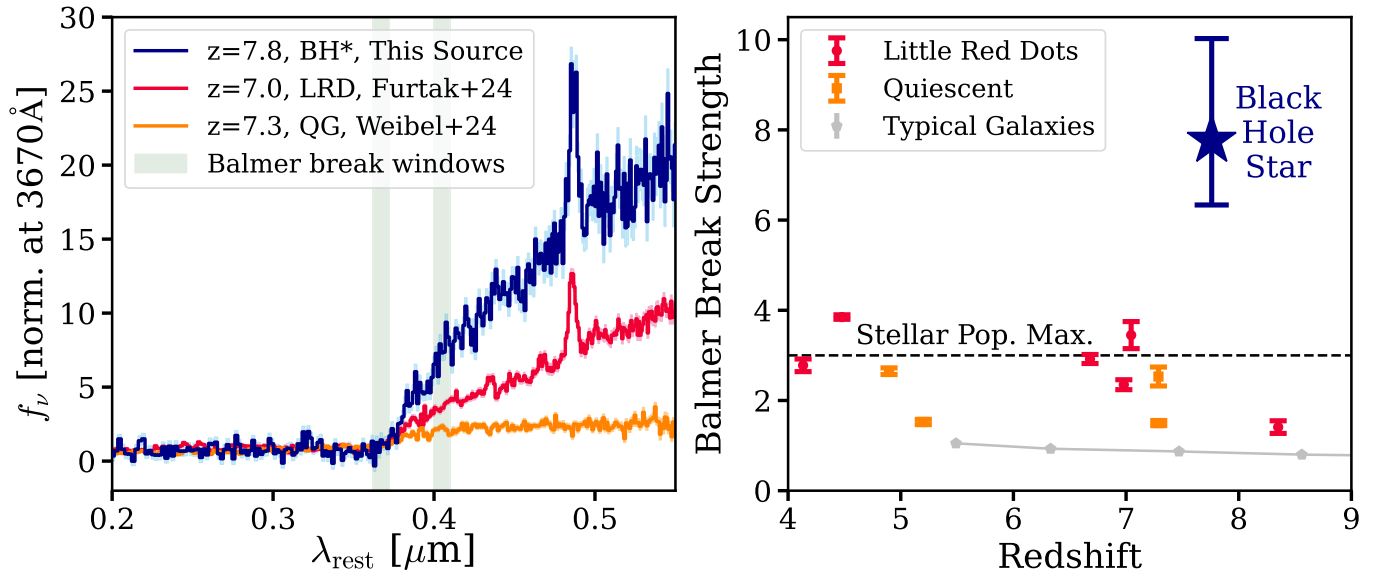 30
25
20
15
10
5
0
f_ν [norm. at 3670Å]
z=7.8, BH*, This Source
z=7.0, LRD, Furtak+24
z=7.3, QG, Weibel+24
Balmer break windows
0.2 0.3 0.4 0.5
λ_rest [μm]
10
8
6
4
2
0
Balmer Break Strength
Little Red Dots
Quiescent
Typical Galaxies
Black
Hole
Star
Stellar Pop. Max.
4 5 6 7 8 9
Redshift